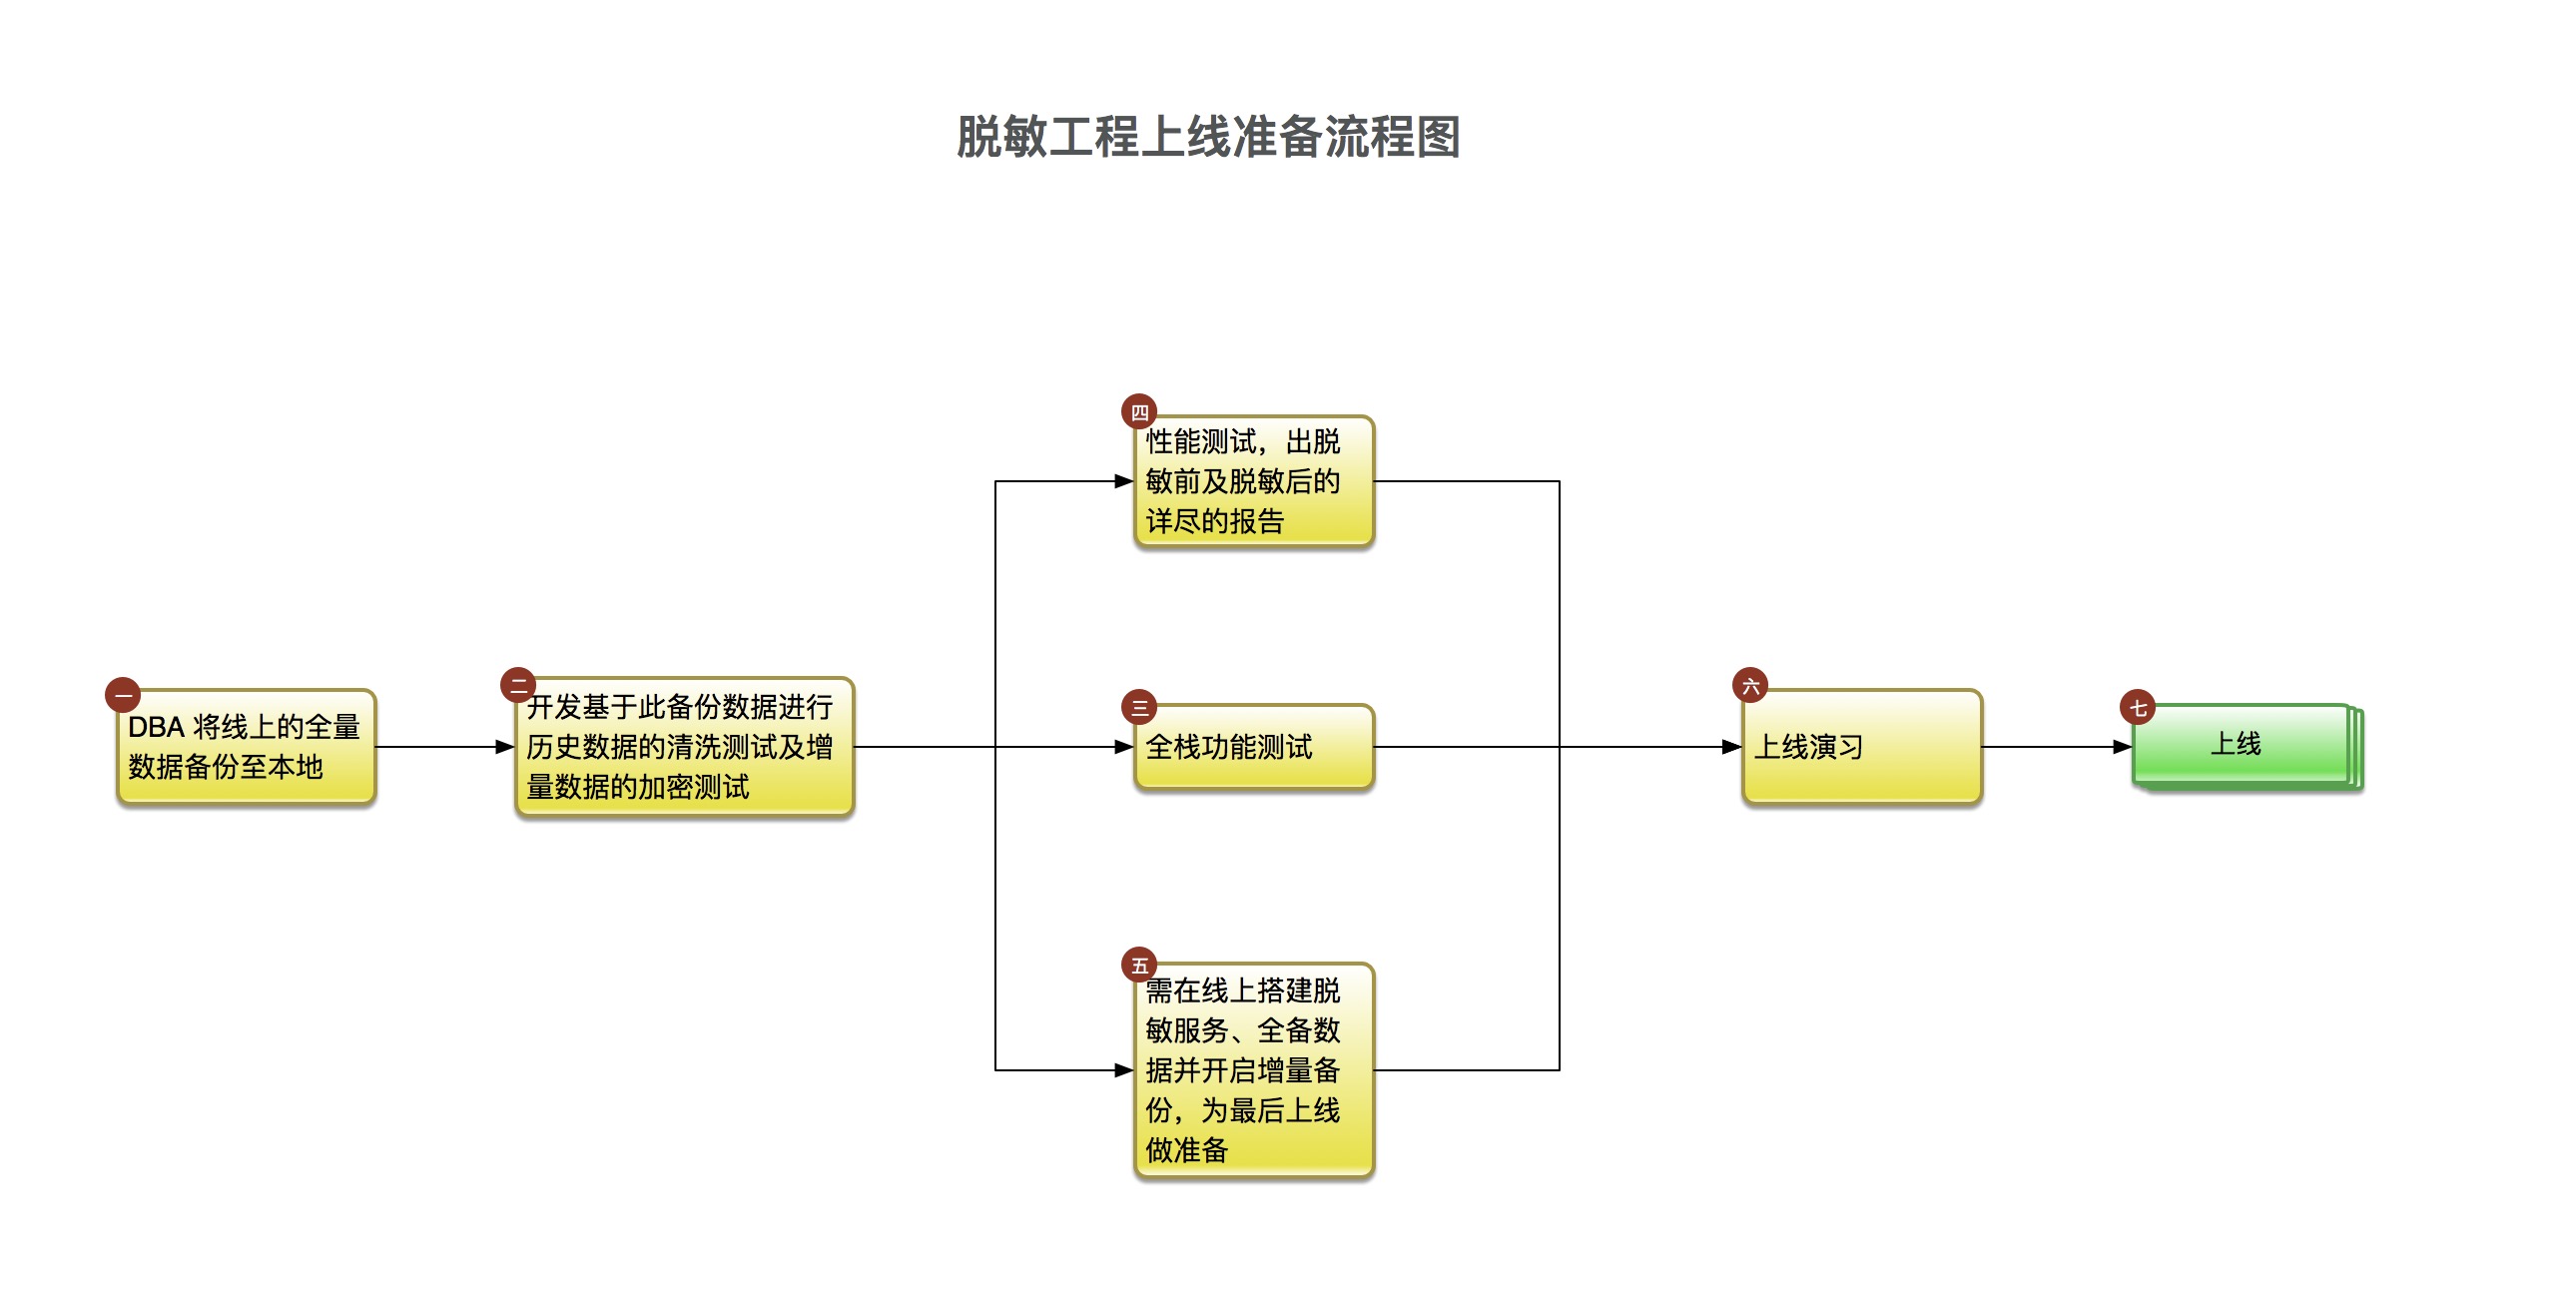 脱敏工程上线准备流程图
一
DBA 将线上的全量
数据备份至本地
二
开发基于此备份数据进行
历史数据的清洗测试及增
量数据的加密测试
四
性能测试，出脱
敏前及脱敏后的
详尽的报告
三
全栈功能测试
五
需在线上搭建脱
敏服务、全备数
据并开启增量备
份，为最后上线
做准备
六
上线演习
七
上线